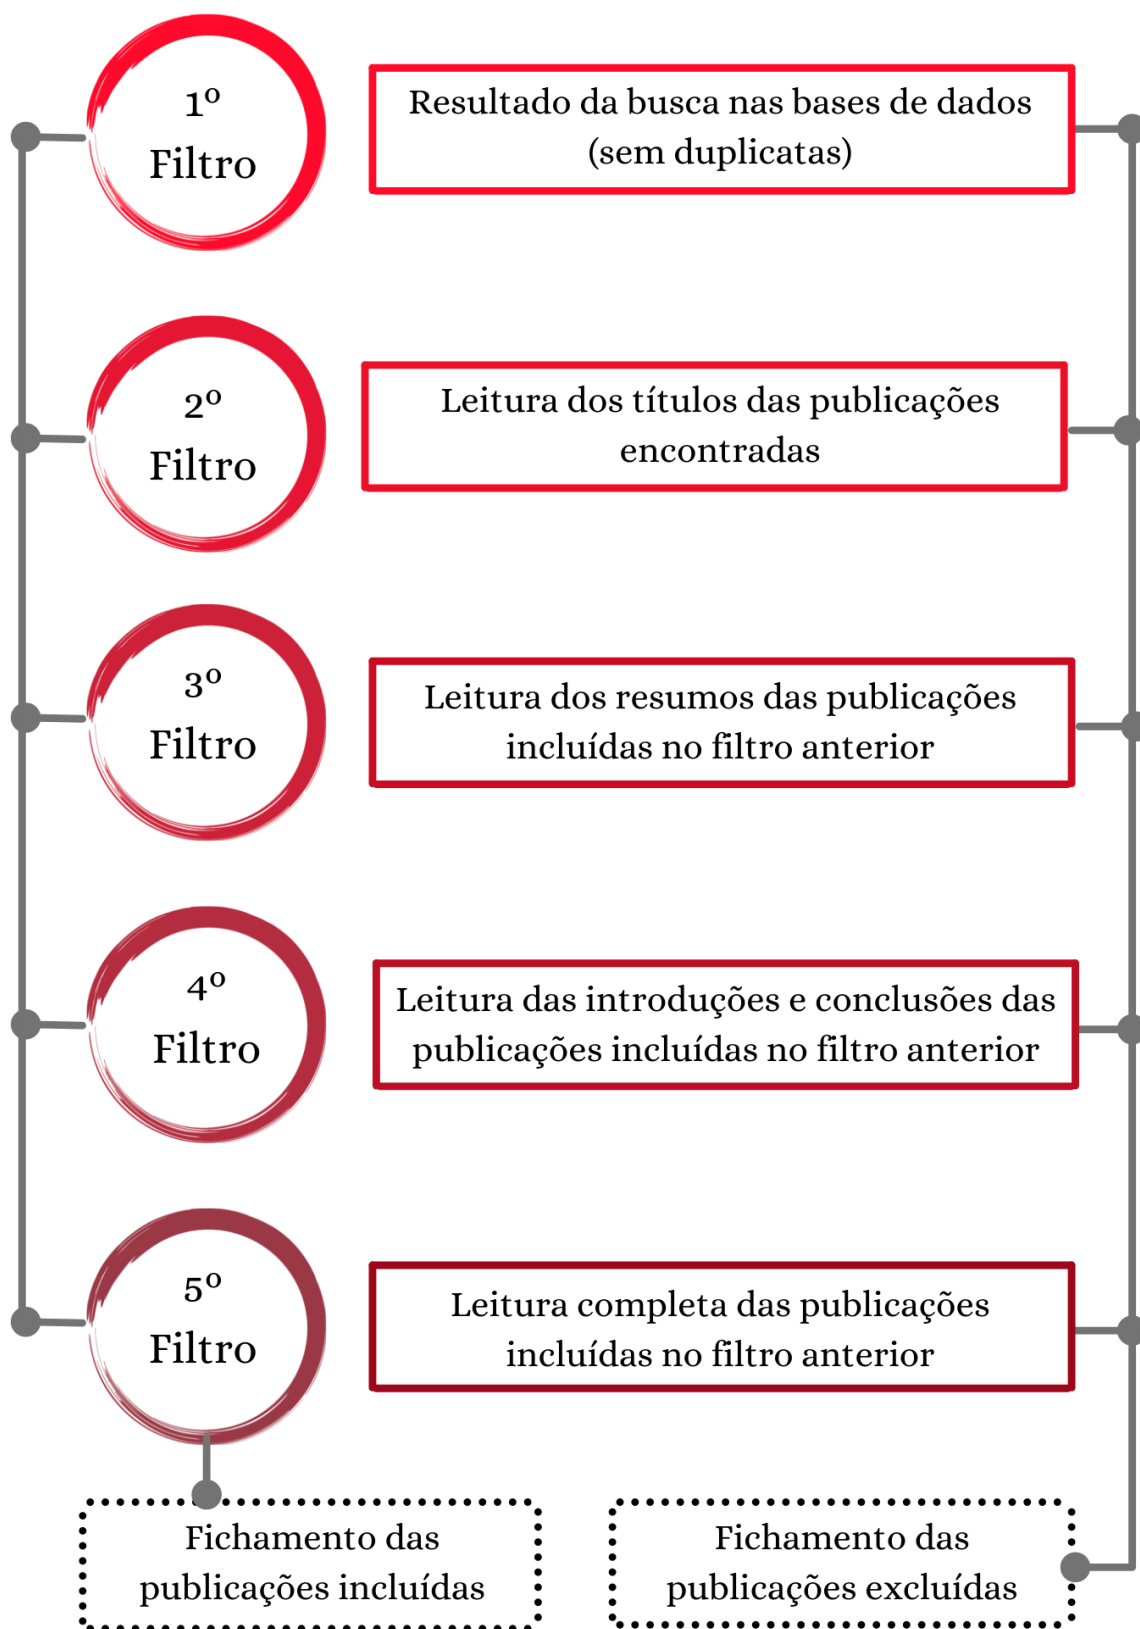 1º
Filtro
Resultado da busca nas bases de dados
(sem duplicatas)
2º
Filtro
Leitura dos títulos das publicações
encontradas
3º
Filtro
Leitura dos resumos das publicações
incluídas no filtro anterior
4º
Filtro
Leitura das introduções e conclusões das
publicações incluídas no filtro anterior
5º
Filtro
Leitura completa das publicações
incluídas no filtro anterior
Fichamento das
publicações incluídas
Fichamento das
publicações excluídas